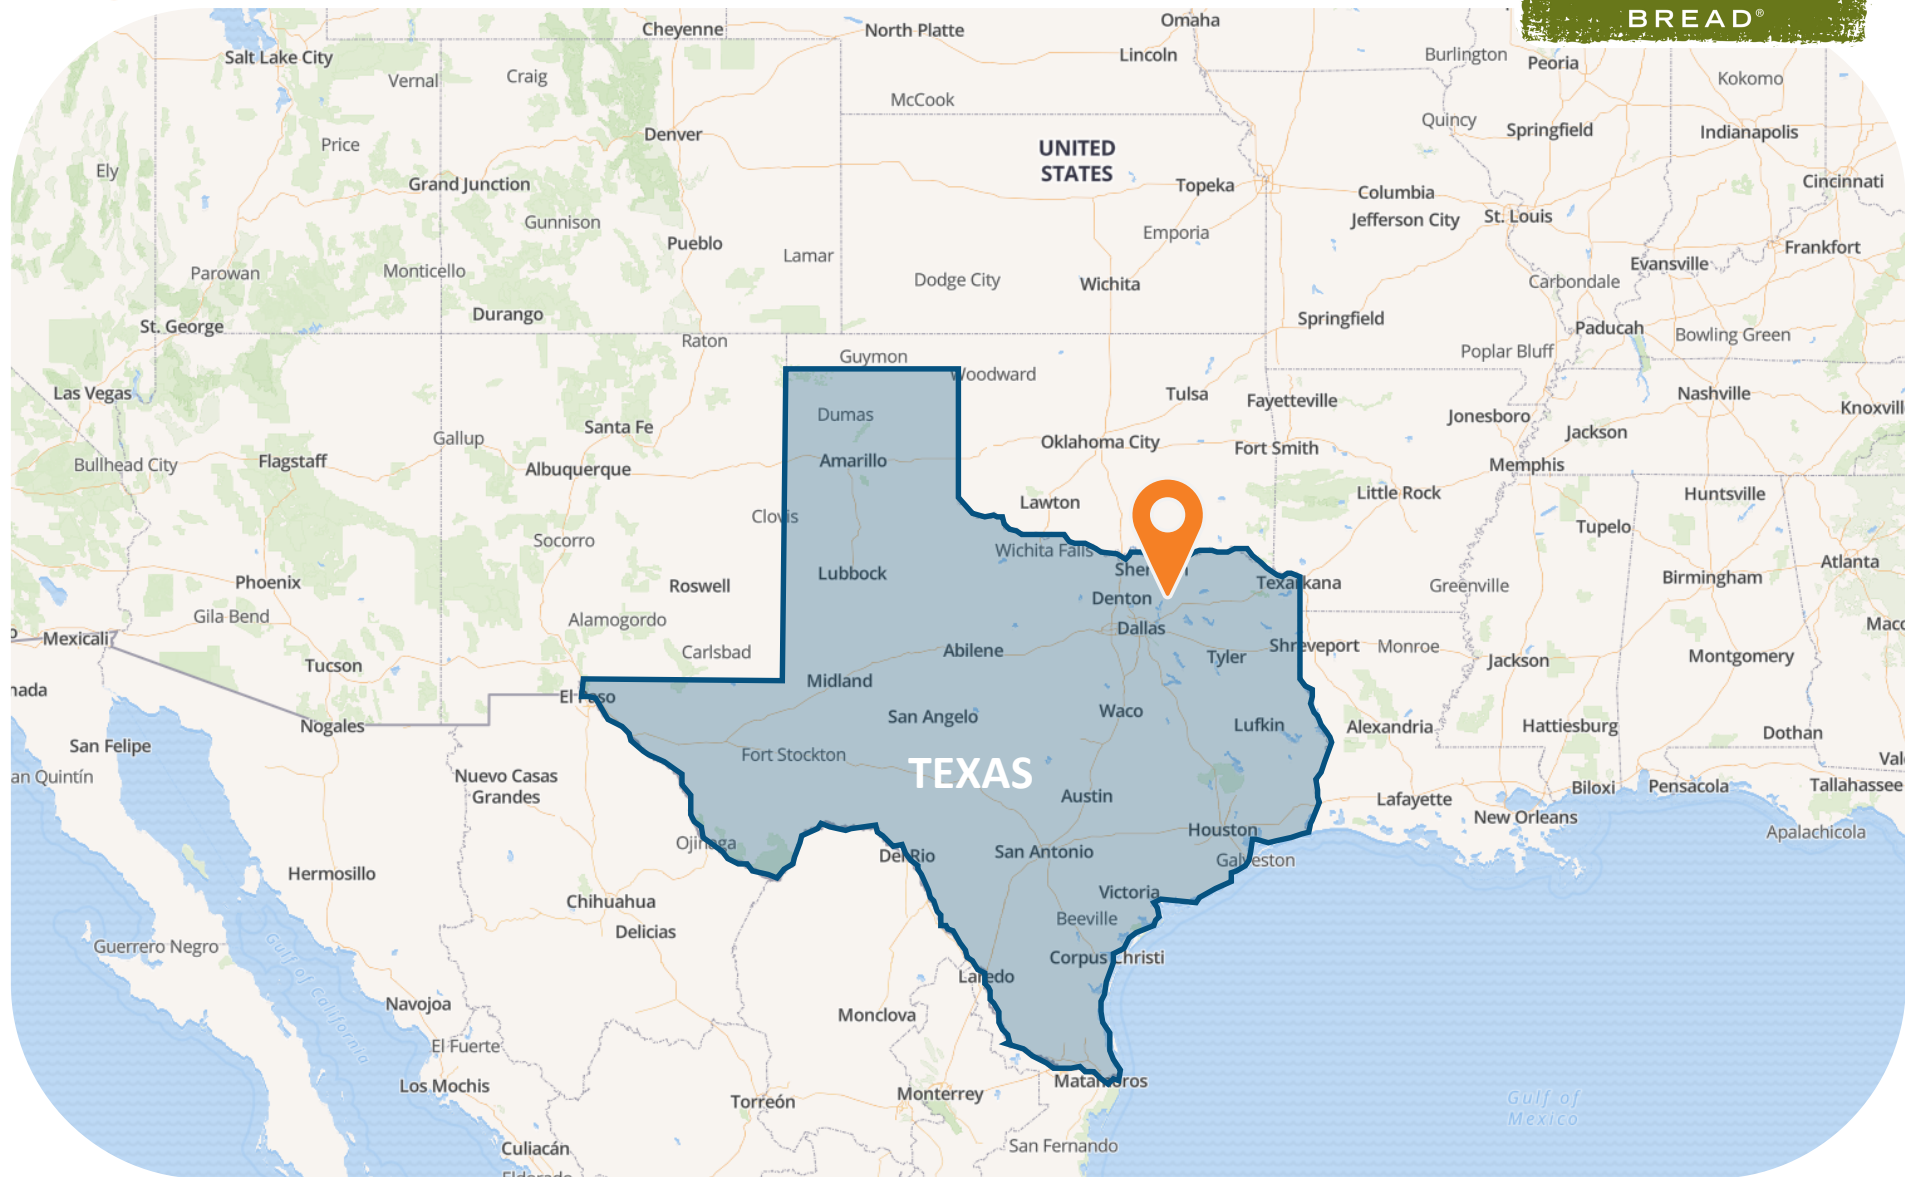 BREAD®
Omaha
Cheyenne
North Platte
Salt Lake City
Lincoln
Burlington
Peoria
Vernal
Craig
Kokomo
McCook
Quincy
Springfield
Indianapolis
Denver
Price
UNITED
STATES
Ely
Grand Junction
Topeka
Columbia
Cincinnati
Gunnison
Jefferson City
St. Louis
Emporia
Pueblo
Frankfort
Lamar
Evansville
Parowan
Monticello
Dodge City
Wichita
Carbondale
Durango
Springfield
St. George
Paducah
Bowling Green
Raton
Guymon
Poplar Bluff
Woodward
Las Vegas
Tulsa
Fayetteville
Nashville
Dumas
Jonesboro
Knoxvill
Santa Fe
Gallup
Oklahoma City
Fort Smith
Jackson
Bullhead City
Flagstaff
Albuquerque
Amarillo
Memphis
Lawton
Little Rock
Huntsville
Clovis
Tupelo
Socorro
Wichita Falls
Atlanta
Lubbock
Phoenix
Roswell
Texarkana
Greenville
Birmingham
Denton
Gila Bend
Alamogordo
Dallas
Macc
Mexicali
Carlsbad
Abilene
Shreveport
Monroe
Tucson
Tyler
Jackson
Montgomery
Midland
nada
El Paso
San Angelo
Waco
Nogales
Lufkin
Alexandria
Hattiesburg
Dothan
San Felipe
Fort Stockton
Val
an Quintín
Nuevo Casas
Grandes
TEXAS
Austin
Biloxi
Pensacola
Tallahassee
Lafayette
New Orleans
Houston
Apalachicola
Ojinaga
San Antonio
Del Rio
Galveston
Hermosillo
Victoria
Chihuahua
Beeville
Delicias
Guerrero Negro
Corpus Christi
Laredo
Gulf of California
Navojoa
Monclova
El Fuerte
Los Mochis
Matamoros
Monterrey
Torreón
Gulf of
Mexico
San Fernando
Culiacán